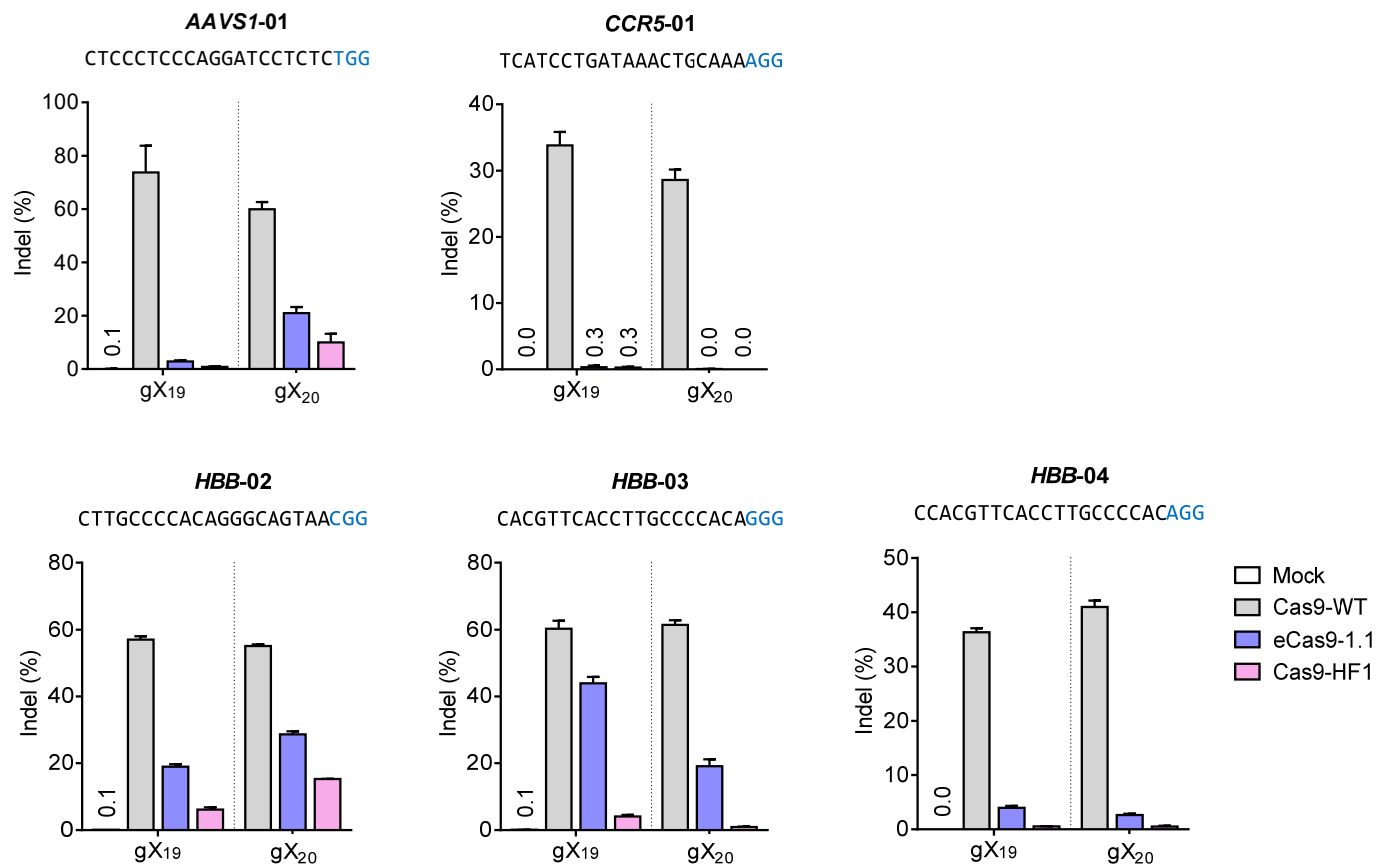 AAVS1-01
CTCCCTCCCAGGATCCTCTCTGG
Indel (%)
100
80
60
40
20
0
0.1
gX19
gX20
CCR5-01
TCATCCTGATAAACTGCAAAAGG
Indel (%)
40
30
20
10
0
0.0
0.3
0.3
0.0
0.0
gX19
gX20
HBB-02
CTTGCCCCACAGGGCAGTAACGG
Indel (%)
80
60
40
20
0
0.1
gX19
gX20
HBB-03
CACGTTCACCTTGCCCCACAGGG
Indel (%)
80
60
40
20
0
0.1
gX19
gX20
HBB-04
CCACGTTCACCTTGCCCCACAGG
Indel (%)
50
40
30
20
10
0
0.0
gX19
gX20
Mock
Cas9-WT
eCas9-1.1
Cas9-HF1